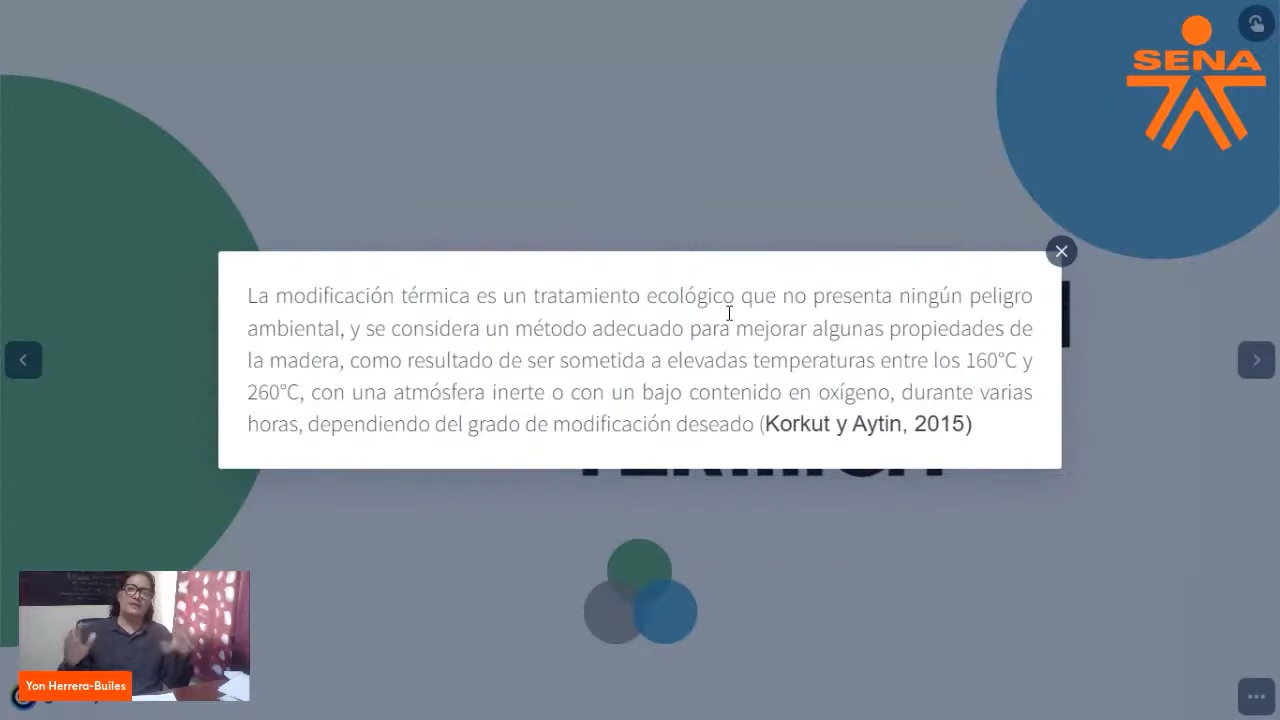 SENA
La modificación térmica es un tratamiento ecológico que no presenta ningún peligro
ambiental, y se considera un método adecuado para mejorar algunas propiedades de
la madera, como resultado de ser sometida a elevadas temperaturas entre los 160°C y
260°C, con una atmósfera inerte o con un bajo contenido en oxígeno, durante varias
horas, dependiendo del grado de modificación deseado (Korkut y Aytin, 2015)
Yon Herrera-Builes